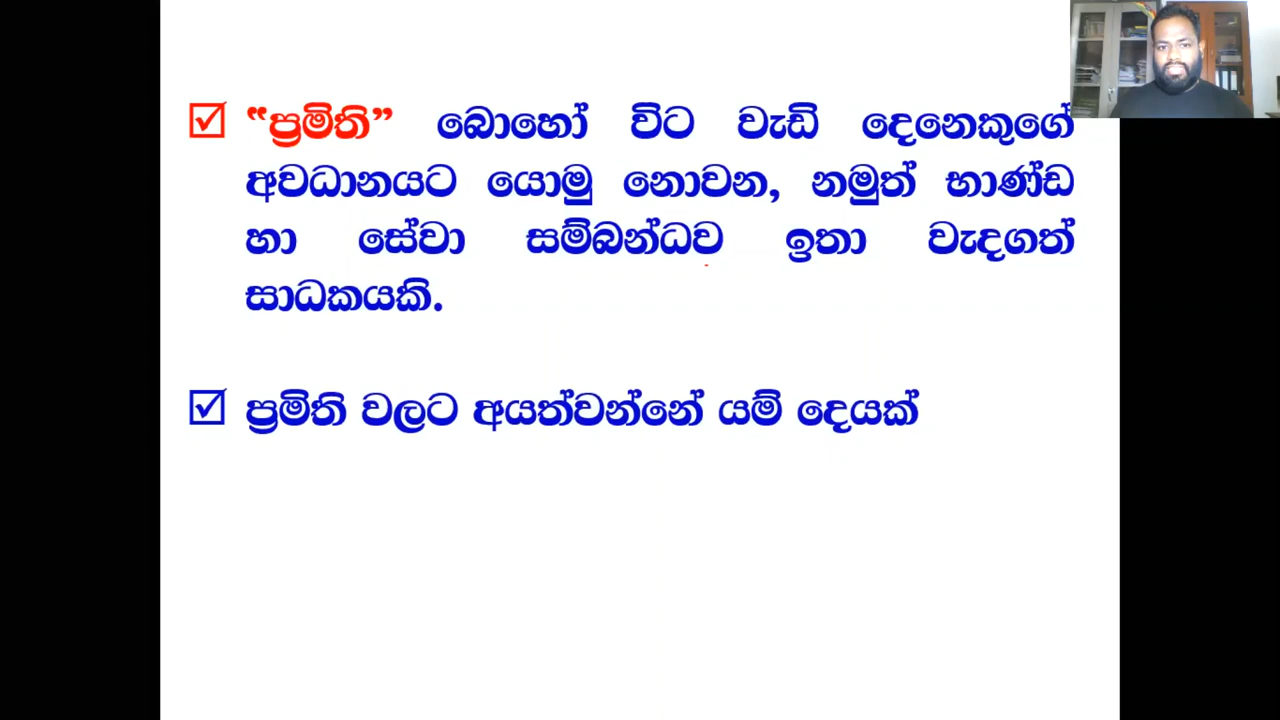 “ප්‍රමිති” බොහෝ විට වැඩි දෙනෙකුගේ
අවධානයට යොමු නොවන, නමුත් භාණ්ඩ
හා සේවා සම්බන්ධව ඉතා වැදගත්
සාධකයකි.
ප්‍රමිති වලට අයත්වන්නේ යම් දෙයක්